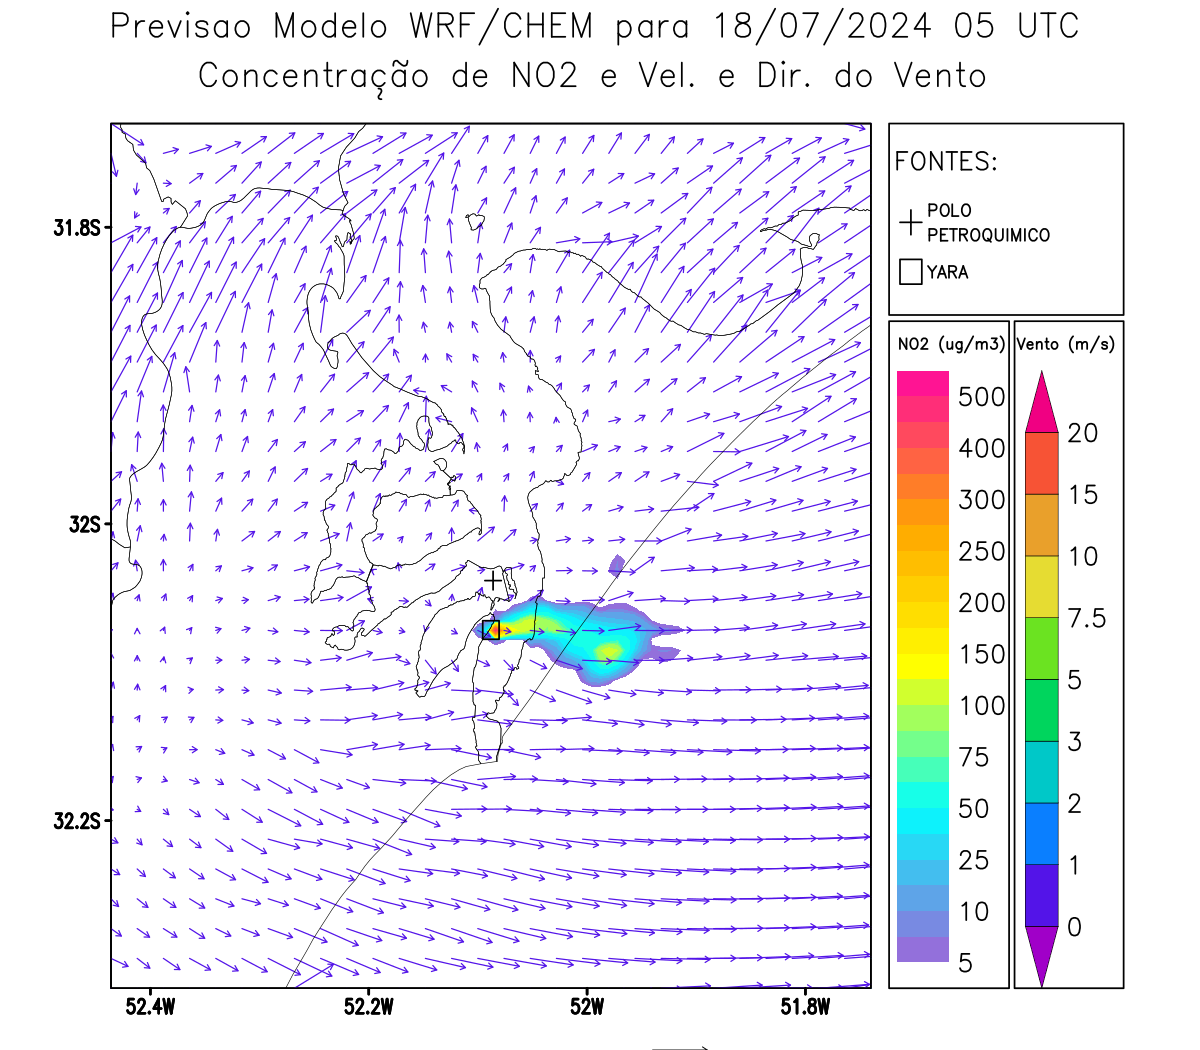 Previsao Modelo WRF/CHEM para 18/07/2024 05 UTC
Concentração de NO2 e Vel. e Dir. do Vento
FONTES:
POLO
PETROQUIMICO
YARA
31.8S
32S
32.2S
52.4W
52.2W
52W
51.8W
NO2 (ug/m3)
500
400
300
250
200
150
100
75
50
25
10
5
Vento (m/s)
20
15
10
7.5
5
3
2
1
0